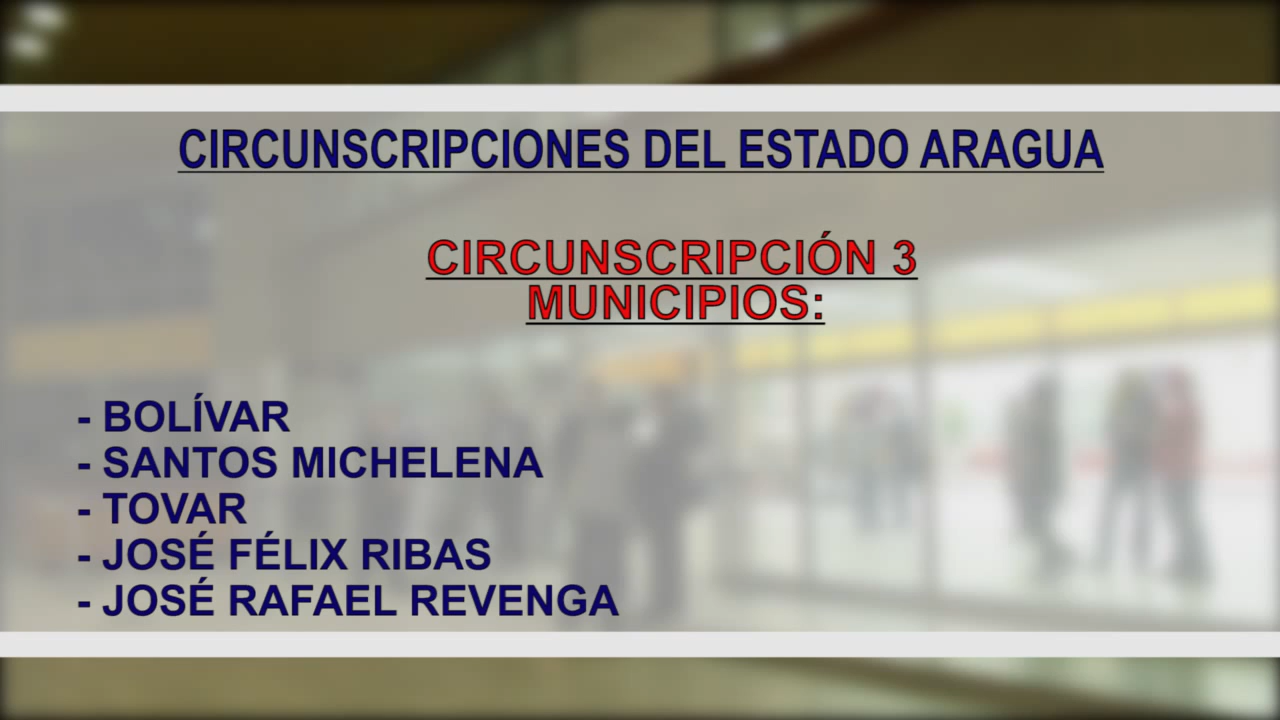 CIRCUNSCRIPCIONES DEL ESTADO ARAGUA
CIRCUNSCRIPCIÓN 3
MUNICIPIOS:
- BOLÍVAR
- SANTOS MICHELENA
- TOVAR
- JOSÉ FÉLIX RIBAS
- JOSÉ RAFAEL REVENGA